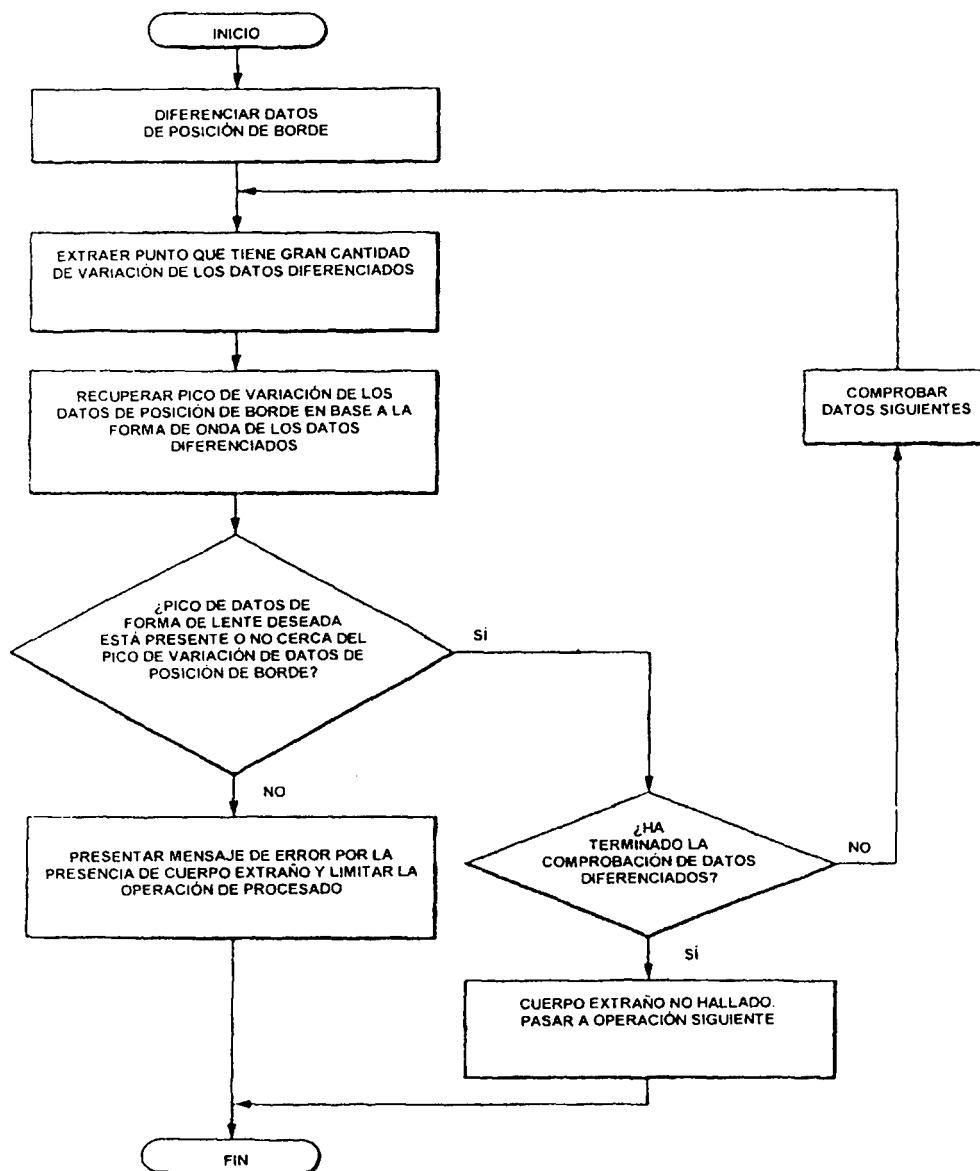 INICIO
DIFERENCIAR DATOS
DE POSICIÓN DE BORDE
EXTRAER PUNTO QUE TIENE GRAN CANTIDAD
DE VARIACIÓN DE LOS DATOS DIFERENCIADOS
RECUPERAR PICO DE VARIACIÓN DE LOS
DATOS DE POSICIÓN DE BORDE EN BASE A LA
FORMA DE ONDA DE LOS DATOS
DIFERENCIADOS
COMPROBAR
DATOS SIGUIENTES
¿PICO DE DATOS DE
FORMA DE LENTE DESEADA
ESTÁ PRESENTE O NO CERCA DEL
PICO DE VARIACIÓN DE DATOS DE
POSICIÓN DE BORDE?
SÍ
NO
PRESENTAR MENSAJE DE ERROR POR LA
PRESENCIA DE CUERPO EXTRAÑO Y LIMITAR LA
OPERACIÓN DE PROCESADO
¿HA
TERMINADO LA
COMPROBACIÓN DE DATOS
DIFERENCIADOS?
NO
SÍ
CUERPO EXTRAÑO NO HALLADO.
PASAR A OPERACIÓN SIGUIENTE
FIN